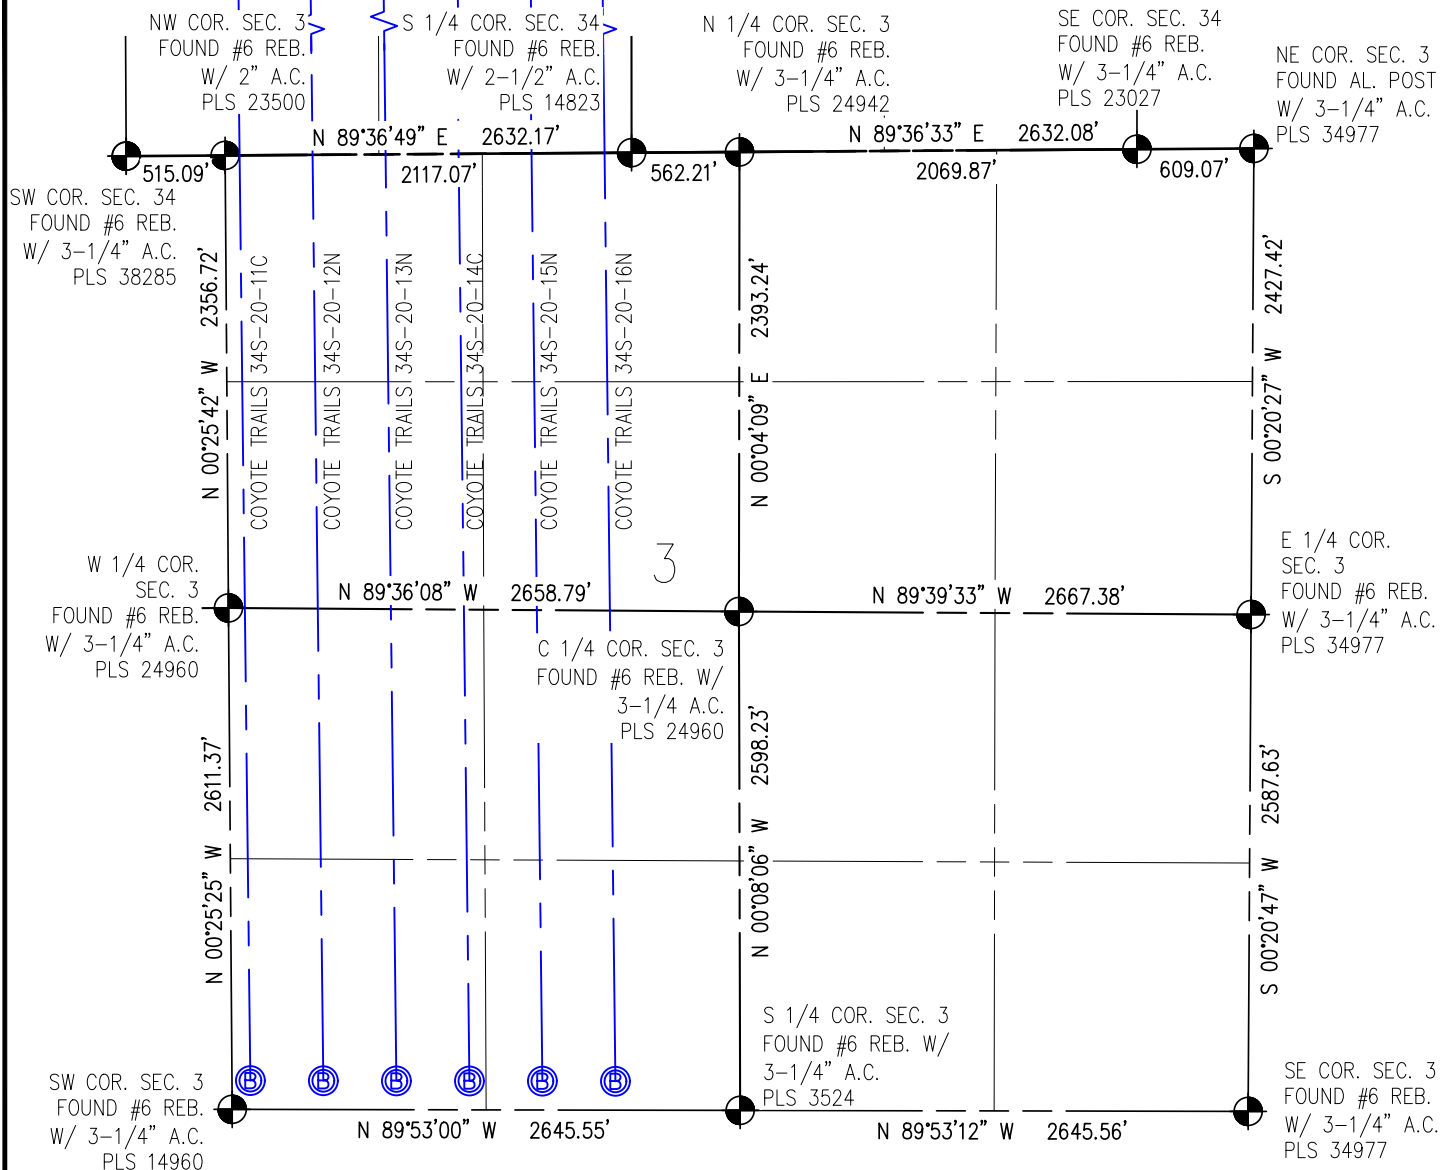 NW COR. SEC. 3
FOUND #6 REB.
W/ 2" A.C.
PLS 23500
S 1/4 COR. SEC. 34
FOUND #6 REB.
W/ 2-1/2" A.C.
PLS 14823
N 1/4 COR. SEC. 3
FOUND #6 REB.
W/ 3-1/4" A.C.
PLS 24942
SE COR. SEC. 34
FOUND #6 REB.
W/ 3-1/4" A.C.
PLS 23027
NE COR. SEC. 3
FOUND AL. POST
W/ 3-1/4" A.C.
PLS 34977
N 89°36'49" E 2632.17'
N 89°36'33" E 2632.08'
515.09'
2117.07'
562.21'
2069.87'
609.07'
SW COR. SEC. 34
FOUND #6 REB.
W/ 3-1/4" A.C.
PLS 38285
N 00°25'42" W 2356.72'
COYOTE TRAILS 34S-20-11C
COYOTE TRAILS 34S-20-12N
COYOTE TRAILS 34S-20-13N
COYOTE TRAILS 34S-20-14C
COYOTE TRAILS 34S-20-15N
COYOTE TRAILS 34S-20-16N
N 00°04'09" E 2393.24'
S 00°20'27" W 2427.42'
3
W 1/4 COR.
SEC. 3
FOUND #6 REB.
W/ 3-1/4" A.C.
PLS 24960
N 89°36'08" W 2658.79'
N 89°39'33" W 2667.38'
E 1/4 COR.
SEC. 3
FOUND #6 REB.
W/ 3-1/4" A.C.
PLS 34977
C 1/4 COR. SEC. 3
FOUND #6 REB. W/
3-1/4 A.C.
PLS 24960
N 00°25'25" W 2611.37'
N 00°08'06" W 2598.23'
S 00°20'47" W 2587.63'
S 1/4 COR. SEC. 3
FOUND #6 REB. W/
3-1/4" A.C.
PLS 3524
B B B B B B
SW COR. SEC. 3
FOUND #6 REB.
W/ 3-1/4" A.C.
PLS 14960
N 89°53'00" W 2645.55'
N 89°53'12" W 2645.56'
SE COR. SEC. 3
FOUND #6 REB.
W/ 3-1/4" A.C.
PLS 34977